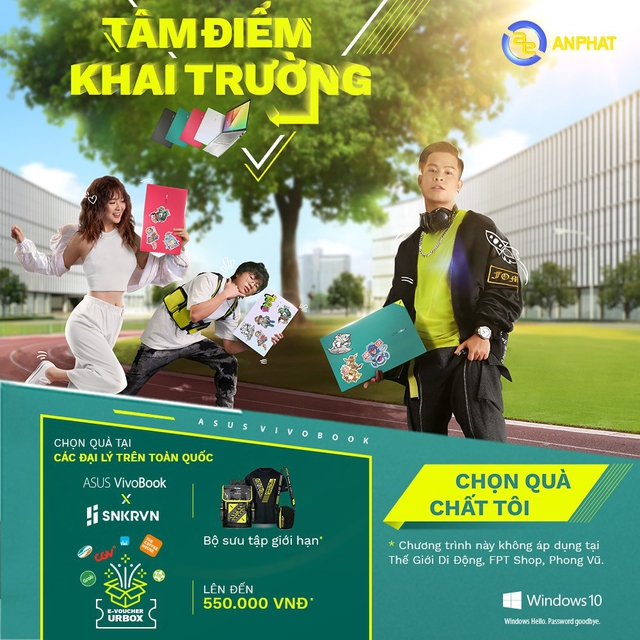 TÂM ĐIỂM
KHAI TRƯỜNG
ANPHAT
ASUS VIVOBOOK
CHỌN QUÀ TẠI
CÁC ĐẠI LÝ TRÊN TOÀN QUỐC
ASUS VivoBook
X
SNKRVN
Bộ sưu tập giới hạn*
CGV
Grab
E-VOUCHER
URBOX
LÊN ĐẾN
550.000 VNĐ*
CHỌN QUÀ
CHẤT TÔI
* Chương trình này không áp dụng tại
Thế Giới Di Động, FPT Shop, Phong Vũ.
Windows 10
Windows Hello. Password goodbye.